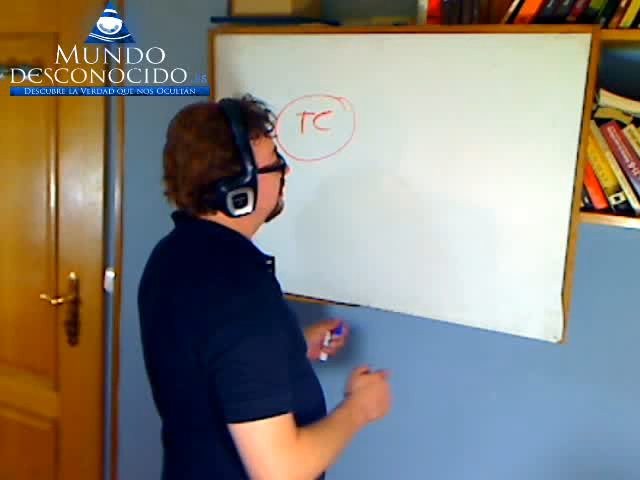 MUNDO
DESCONOCIDO.es
DESCUBRE LA VERDAD QUE NOS OCULTAN
TC